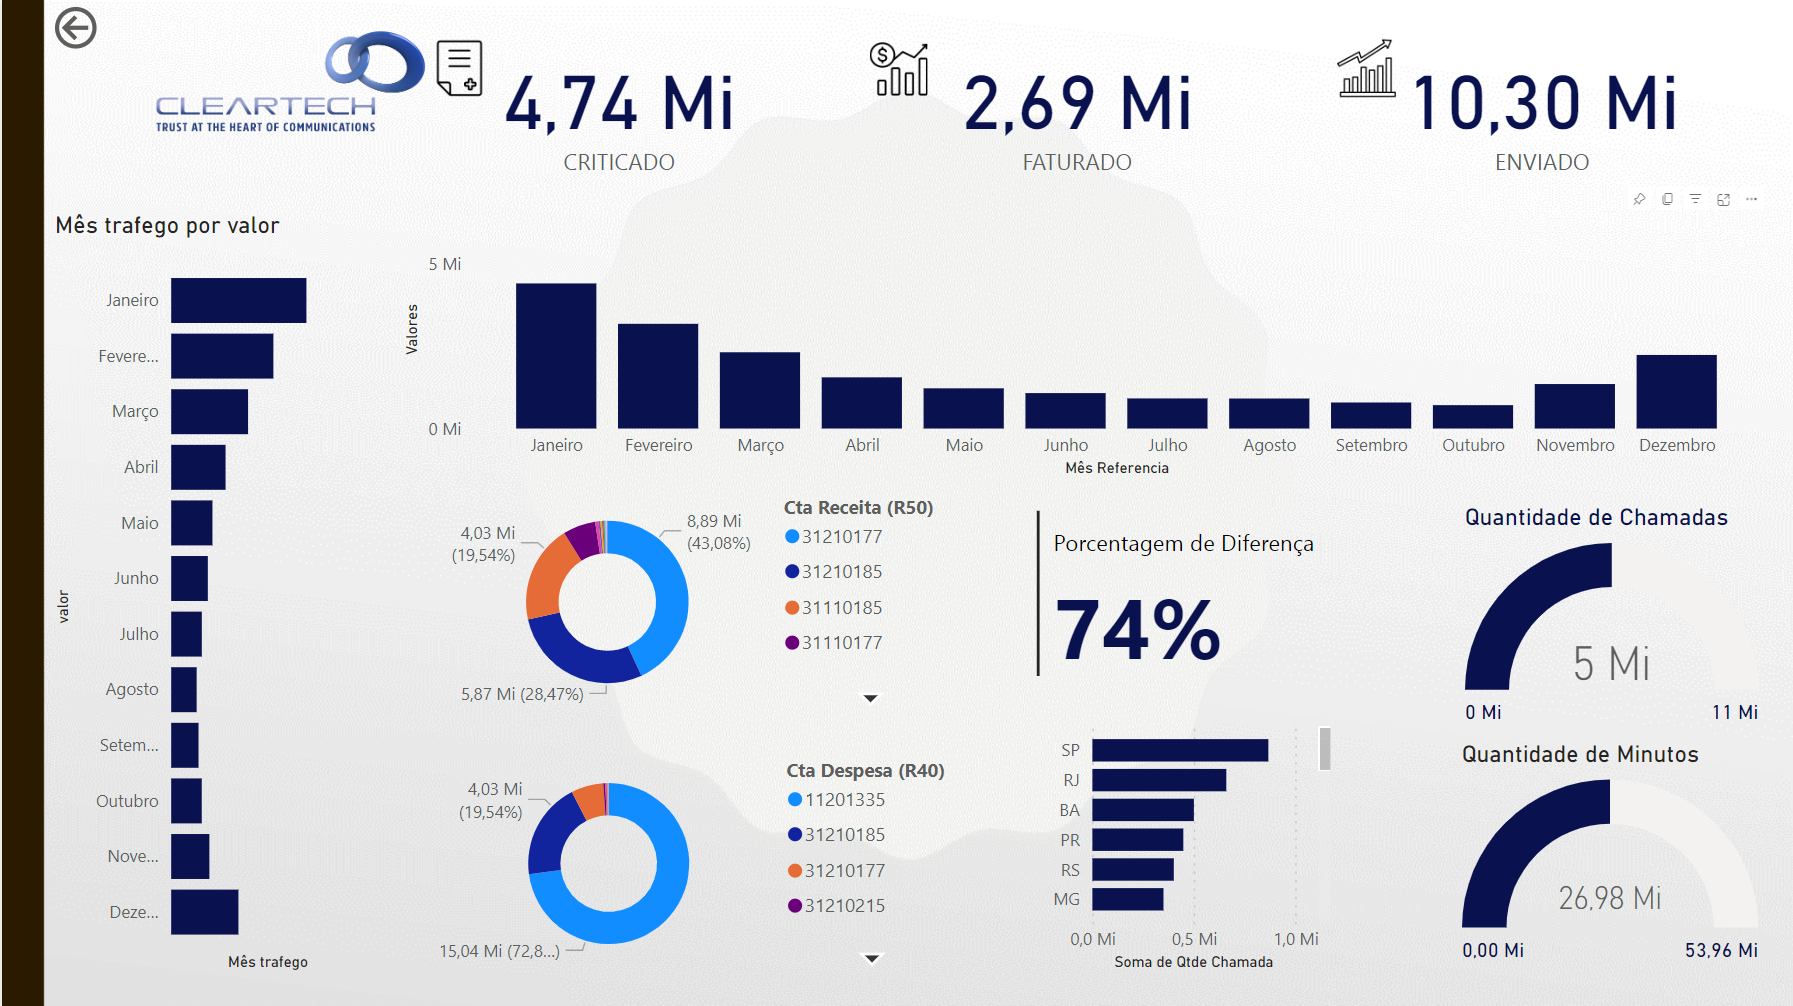 CLEARTECH
TRUST AT THE HEART OF COMMUNICATIONS
4,74 Mi
CRITICADO
2,69 Mi
FATURADO
10,30 Mi
ENVIADO
Mês trafego por valor
Janeiro
Fevere...
Março
Abril
Maio
Junho
Julho
Agosto
Setem...
Outubro
Nove...
Deze...
valor
Mês trafego
5 Mi
0 Mi
Valores
Janeiro
Fevereiro
Março
Abril
Maio
Junho
Julho
Agosto
Setembro
Outubro
Novembro
Dezembro
Mês Referencia
4,03 Mi
(19,54%)
8,89 Mi
(43,08%)
5,87 Mi (28,47%)
Cta Receita (R50)
31210177
31210185
31110185
31110177
Porcentagem de Diferença
74%
Quantidade de Chamadas
5 Mi
0 Mi
11 Mi
4,03 Mi
(19,54%)
15,04 Mi (72,8...)
Cta Despesa (R40)
11201335
31210185
31210177
31210215
SP
RJ
BA
PR
RS
MG
0,0 Mi
0,5 Mi
1,0 Mi
Soma de Qtde Chamada
Quantidade de Minutos
26,98 Mi
0,00 Mi
53,96 Mi